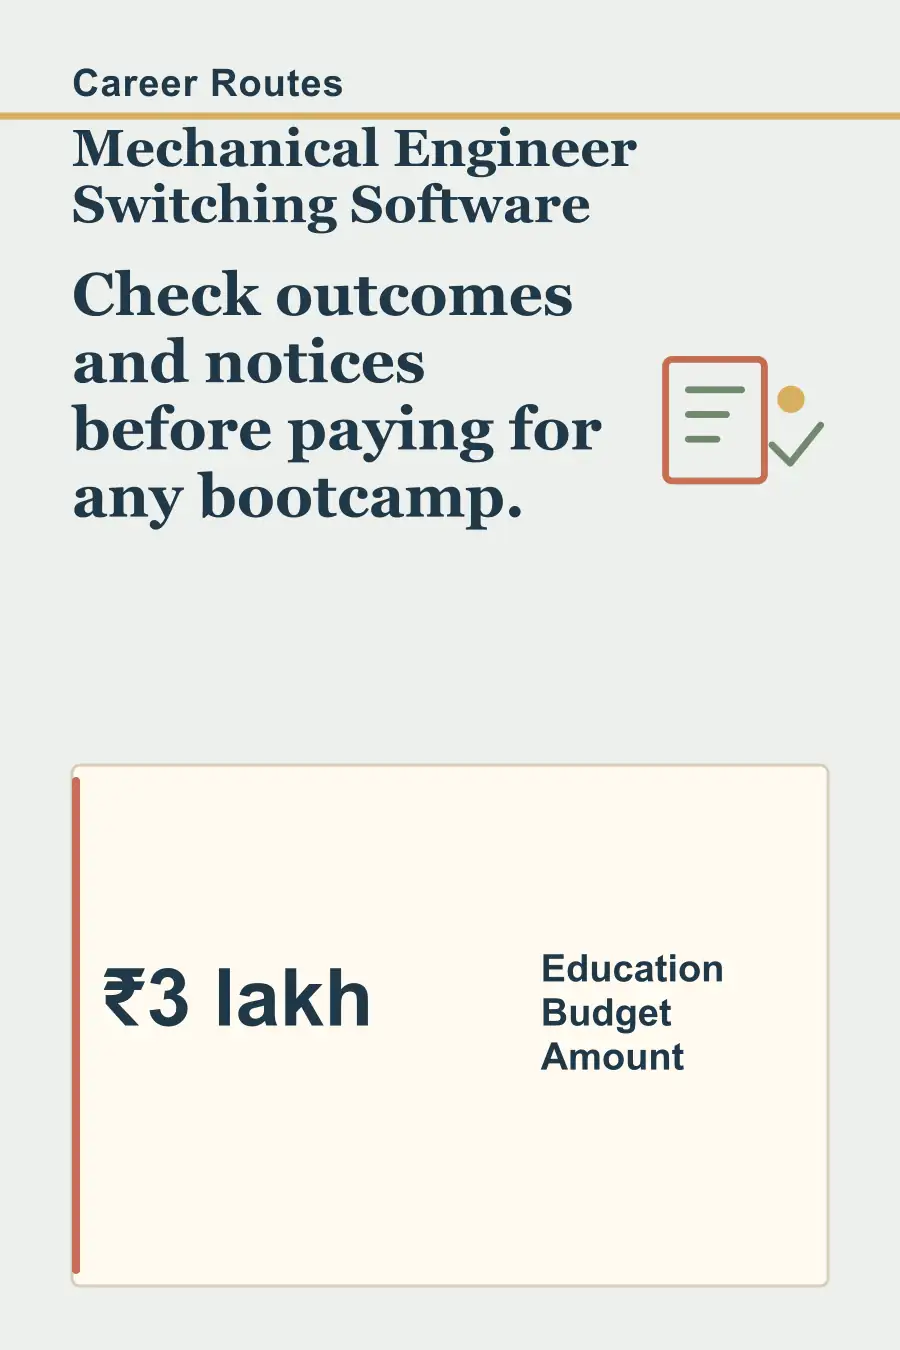 Career Routes
Mechanical Engineer
Switching Software
Check outcomes
and notices
before paying for
any bootcamp.
₹3 lakh
Education
Budget
Amount